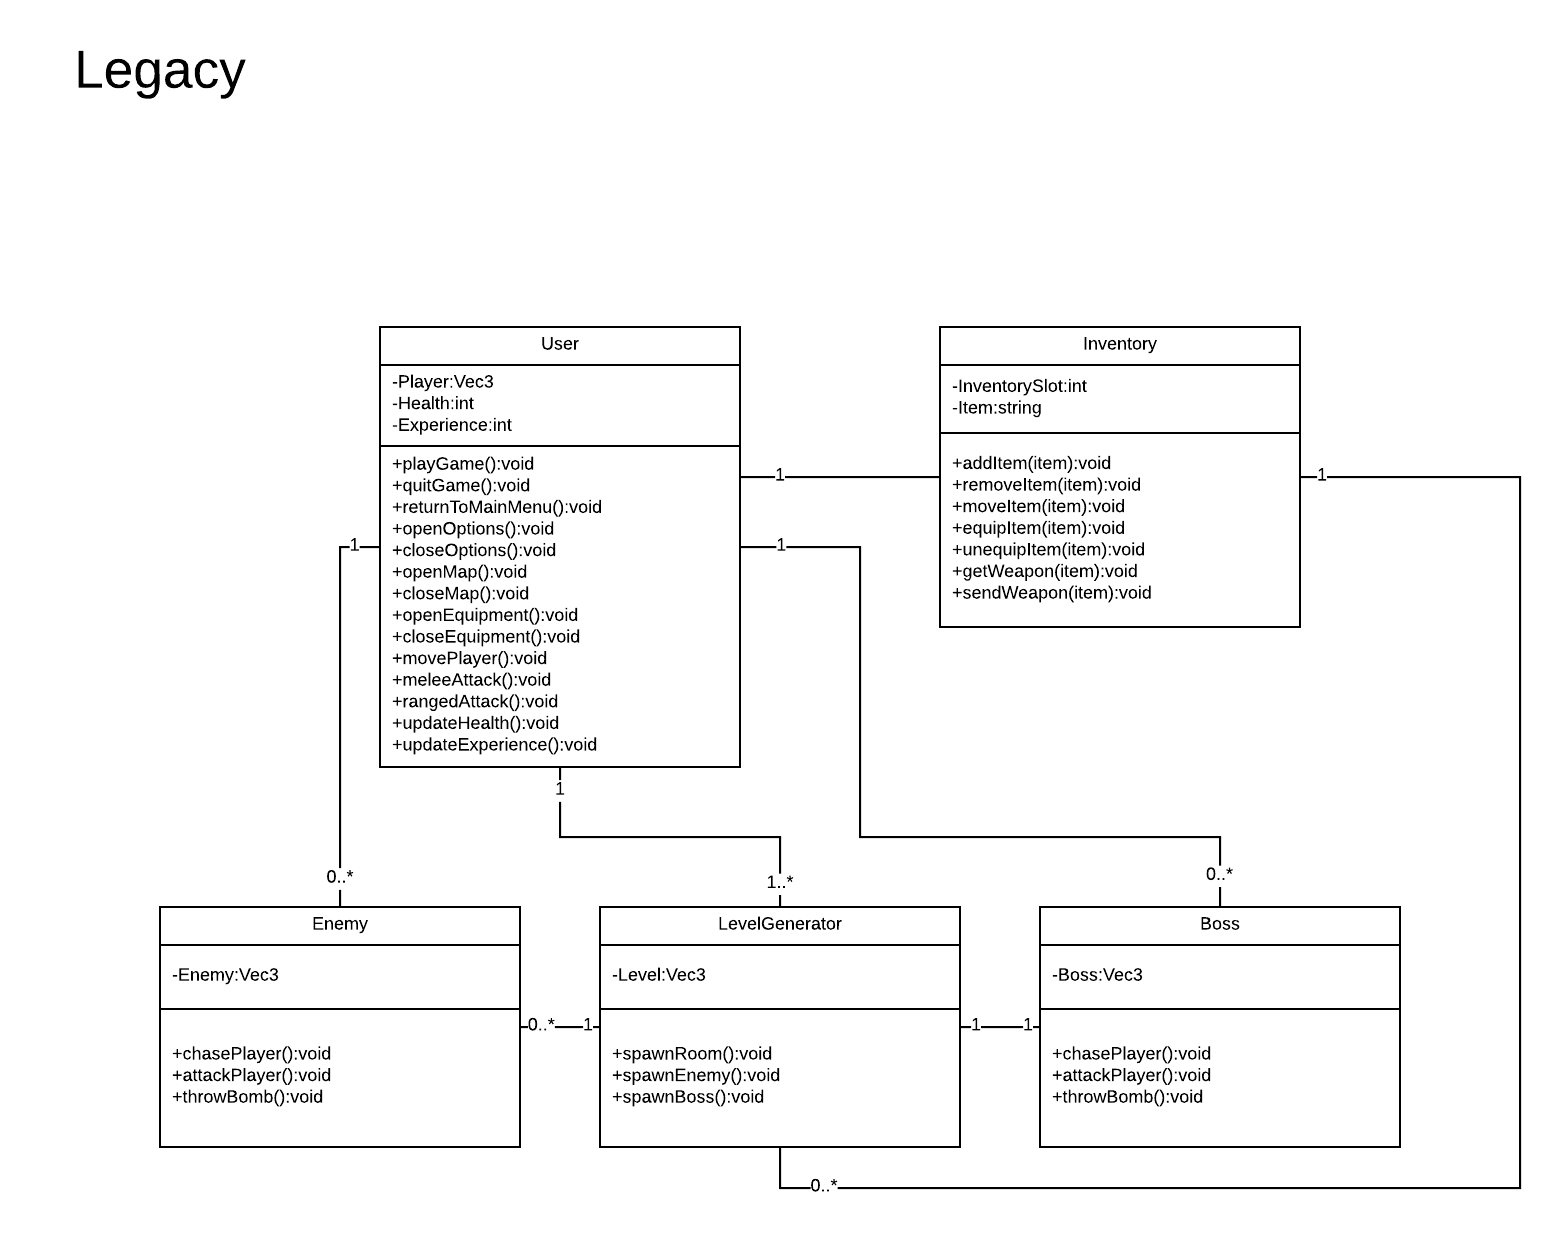 Legacy
User
-Player:Vec3
-Health:int
-Experience:int
+playGame():void
+quitGame():void
+returnToMainMenu():void
+openOptions():void
+closeOptions():void
+openMap():void
+closeMap():void
+openEquipment():void
+closeEquipment():void
+movePlayer():void
+meleeAttack():void
+rangedAttack():void
+updateHealth():void
+updateExperience():void
Inventory
-InventorySlot:int
-Item:string
+addItem(item):void
+removeItem(item):void
+moveItem(item):void
+equipItem(item):void
+unequipItem(item):void
+getWeapon(item):void
+sendWeapon(item):void
1
1
1
1
1
0..*
1..*
0..*
Enemy
-Enemy:Vec3
+chasePlayer():void
+attackPlayer():void
+throwBomb():void
0..*
1
LevelGenerator
-Level:Vec3
+spawnRoom():void
+spawnEnemy():void
+spawnBoss():void
1
1
Boss
-Boss:Vec3
+chasePlayer():void
+attackPlayer():void
+throwBomb():void
0..*